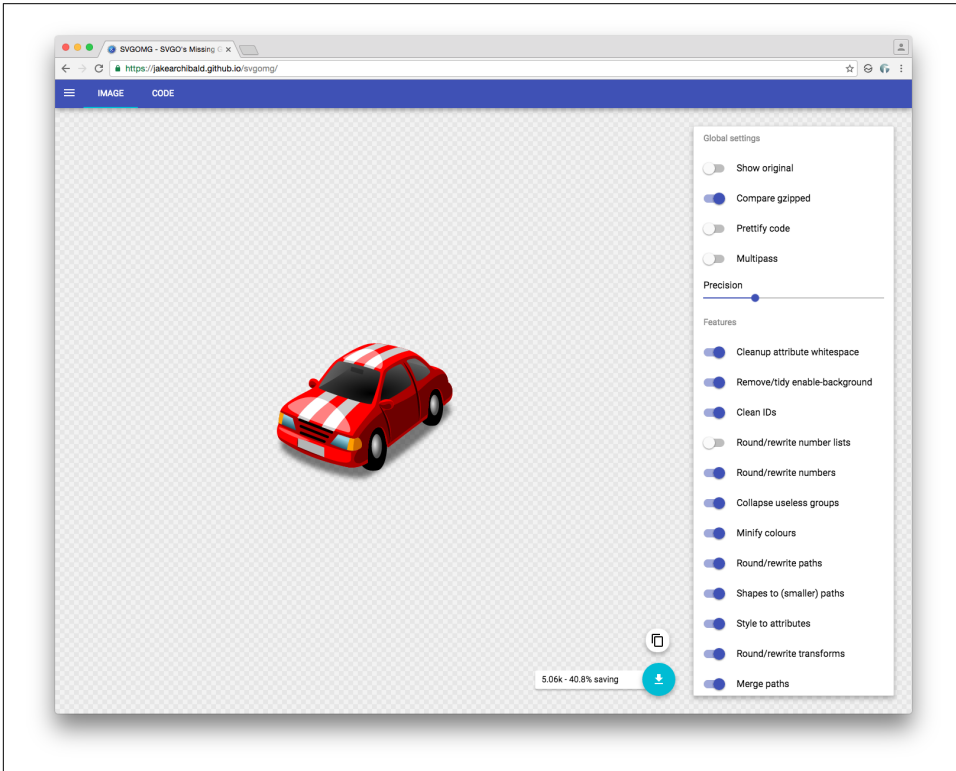 SVGOMG - SVGO's Missing
https://jakearchibald.github.io/svgomg/
IMAGE CODE
Global settings
Show original
Compare gzipped
Prettify code
Multipass
Precision
Features
Cleanup attribute whitespace
Remove/tidy enable-background
Clean IDs
Round/rewrite number lists
Round/rewrite numbers
Collapse useless groups
Minify colours
Round/rewrite paths
Shapes to (smaller) paths
Style to attributes
Round/rewrite transforms
Merge paths
5.06k - 40.8% saving